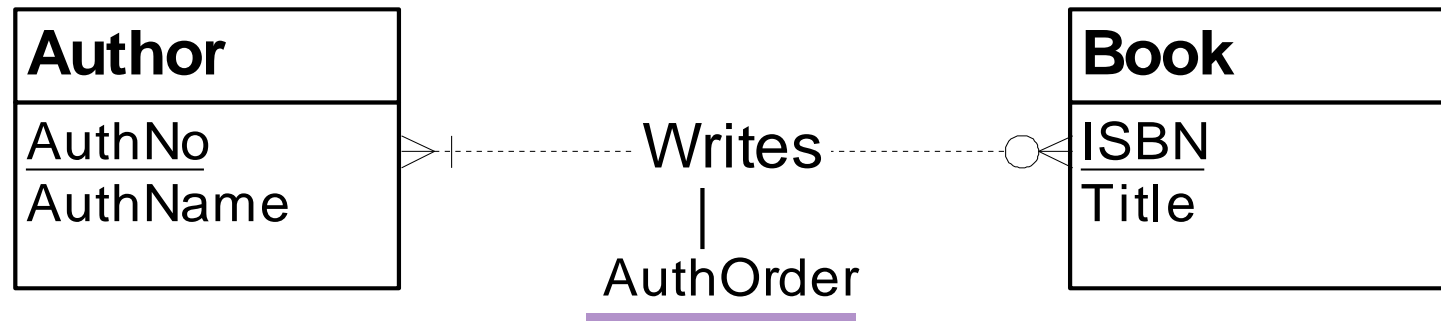 Author
AuthNo
AuthName
Writes
AuthOrder
Book
ISBN
Title